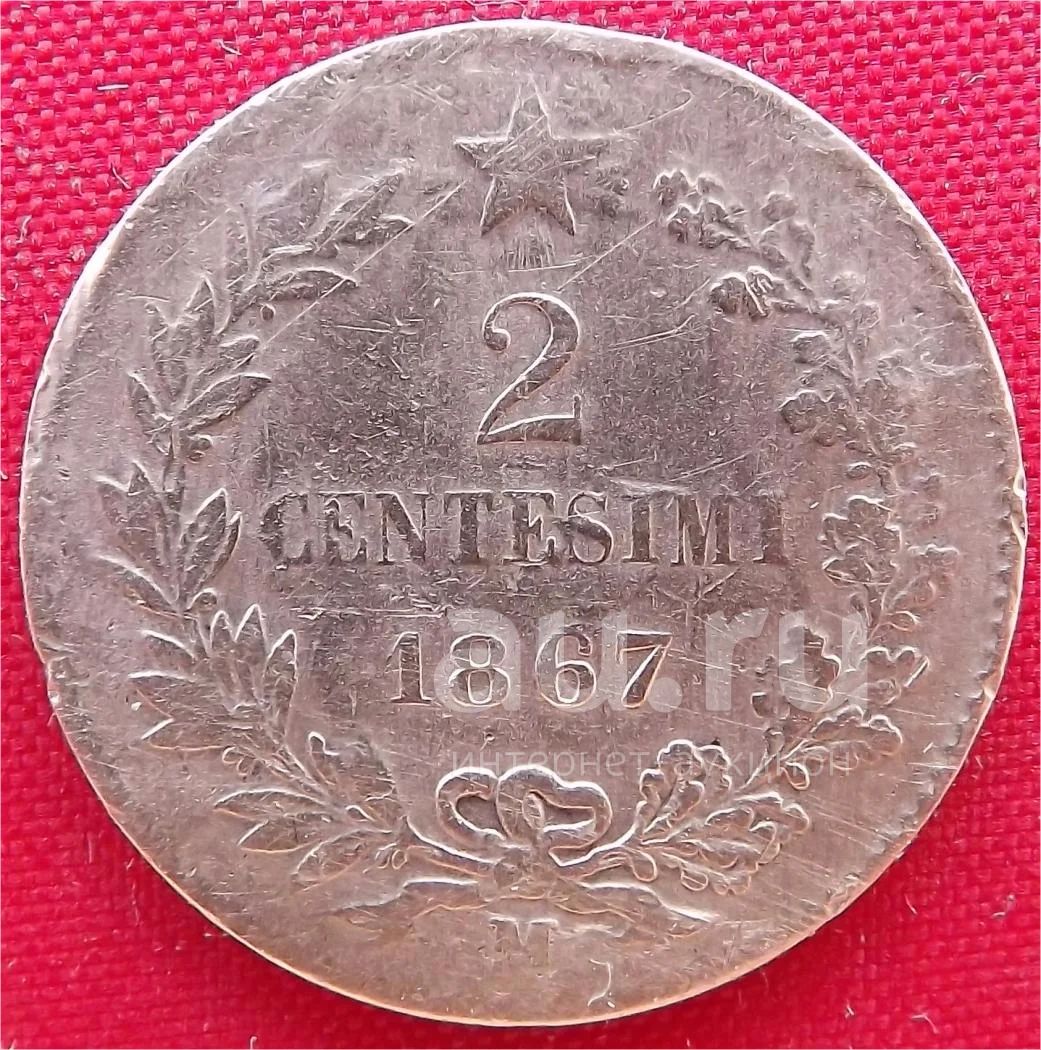 2
CENTESIMI
1867
au.ru
интернет-аукцион
M